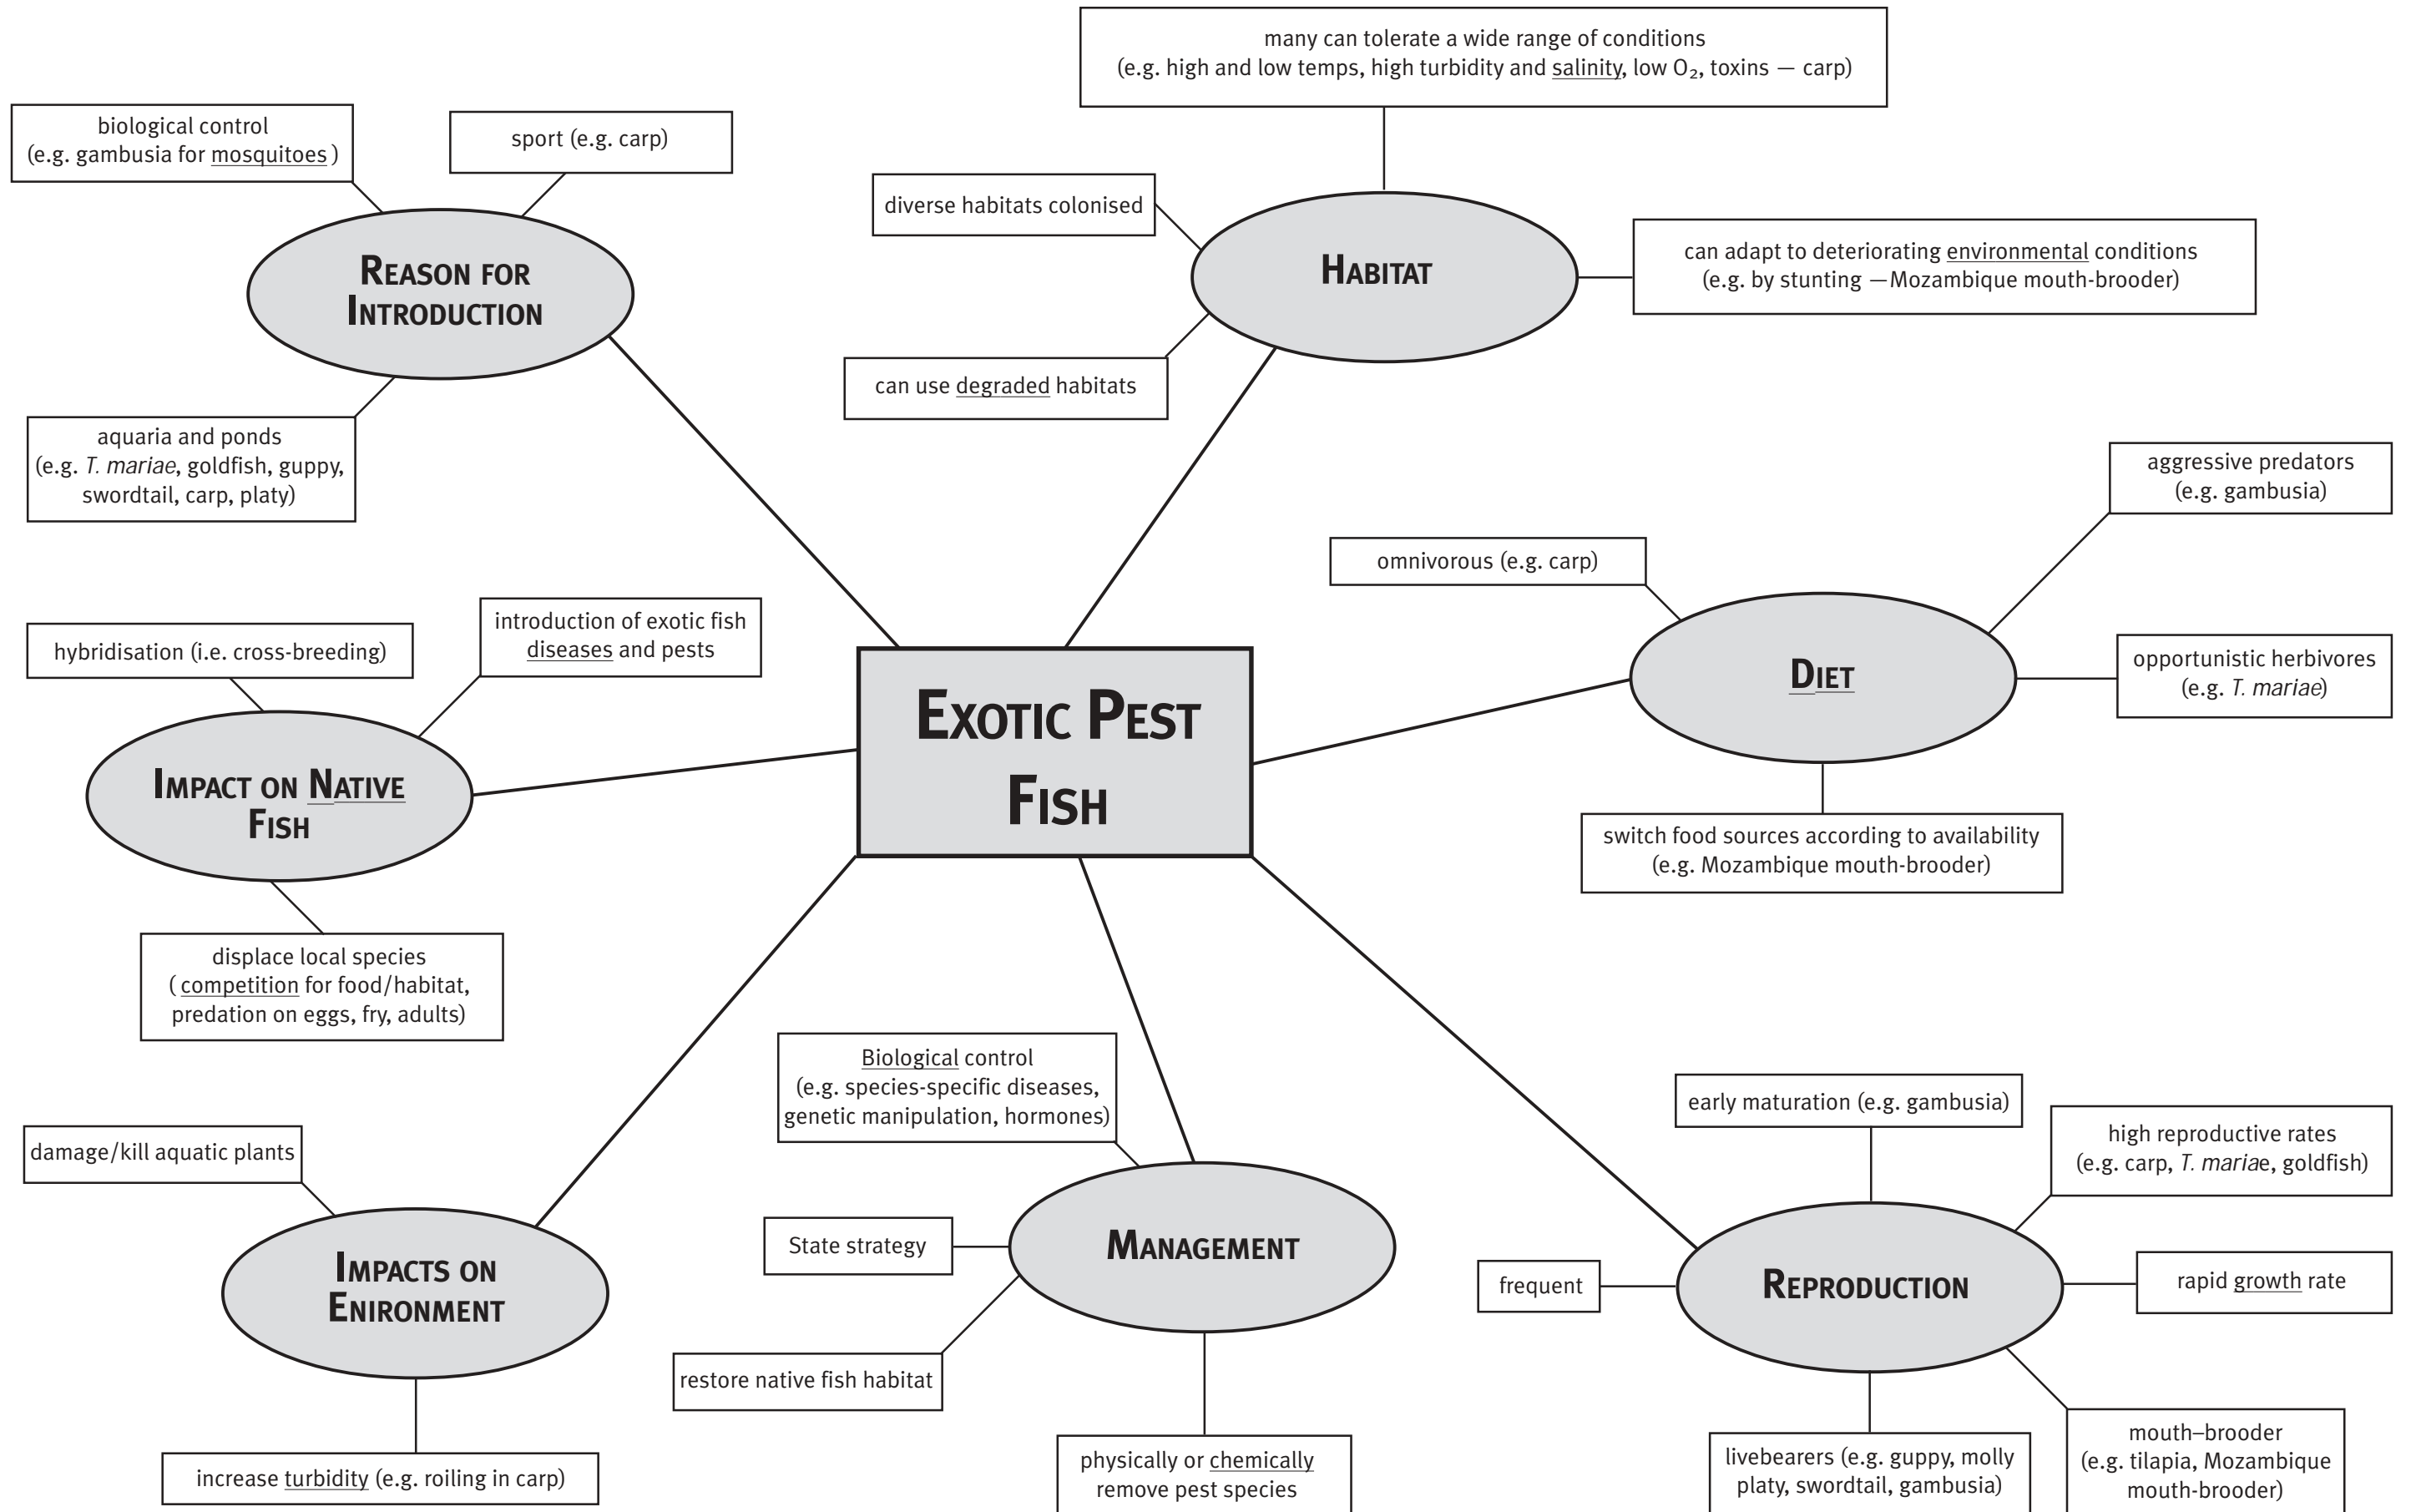 many can tolerate a wide range of conditions
(e.g. high and low temps, high turbidity and salinity, low O₂, toxins — carp)
biological control
(e.g. gambusia for mosquitoes )
sport (e.g. carp)
diverse habitats colonised
REASON FOR
INTRODUCTION
HABITAT
can adapt to deteriorating environmental conditions
(e.g. by stunting —Mozambique mouth-brooder)
can use degraded habitats
aquaria and ponds
(e.g. T. mariae, goldfish, guppy,
swordtail, carp, platy)
aggressive predators
(e.g. gambusia)
omnivorous (e.g. carp)
hybridisation (i.e. cross-breeding)
introduction of exotic fish
diseases and pests
EXOTIC PEST
FISH
DIET
opportunistic herbivores
(e.g. T. mariae)
IMPACT ON NATIVE
FISH
switch food sources according to availability
(e.g. Mozambique mouth-brooder)
displace local species
( competition for food/habitat,
predation on eggs, fry, adults)
Biological control
(e.g. species-specific diseases,
genetic manipulation, hormones)
early maturation (e.g. gambusia)
high reproductive rates
(e.g. carp, T. mariae, goldfish)
damage/kill aquatic plants
State strategy
MANAGEMENT
IMPACTS ON
ENIRONMENT
frequent
REPRODUCTION
rapid growth rate
restore native fish habitat
increase turbidity (e.g. roiling in carp)
physically or chemically
remove pest species
livebearers (e.g. guppy, molly
platy, swordtail, gambusia)
mouth–brooder
(e.g. tilapia, Mozambique
mouth-brooder)